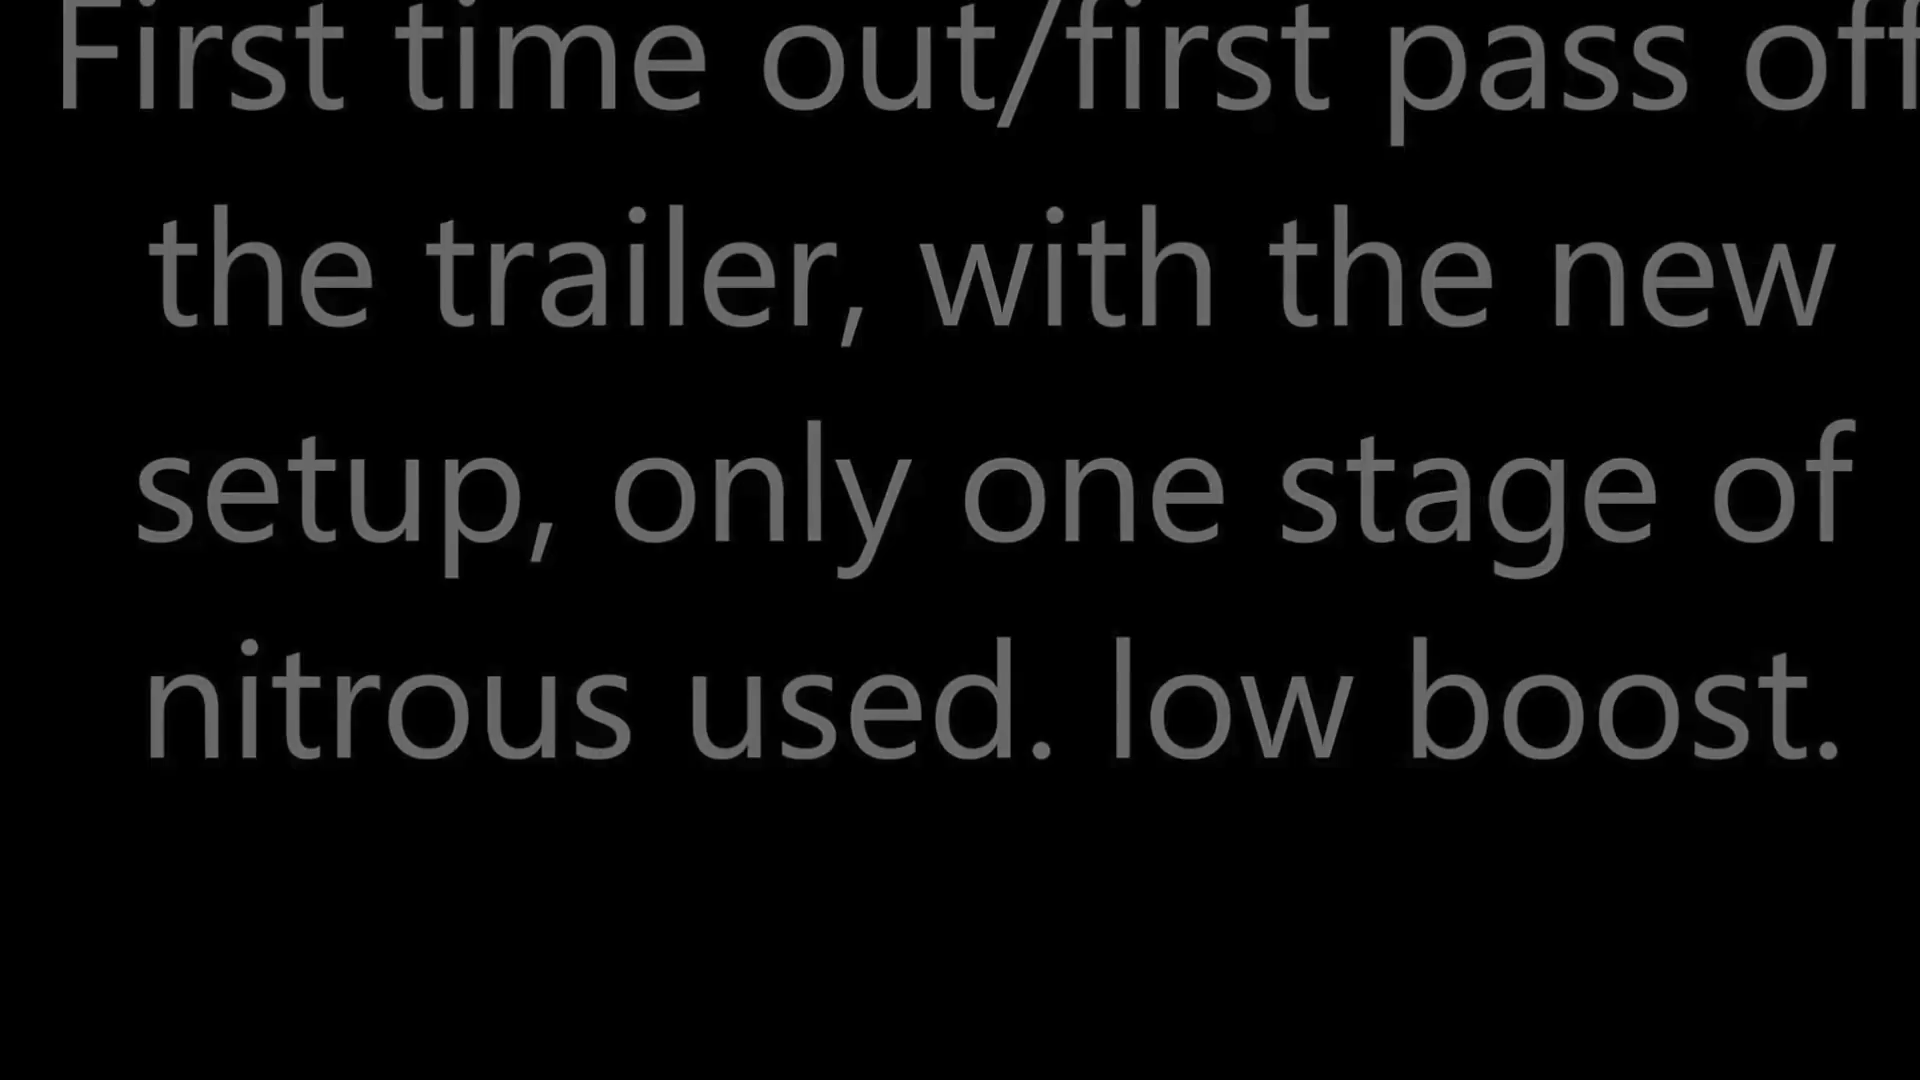 First time out/first pass off
the trailer, with the new
setup, only one stage of
nitrous used. low boost.